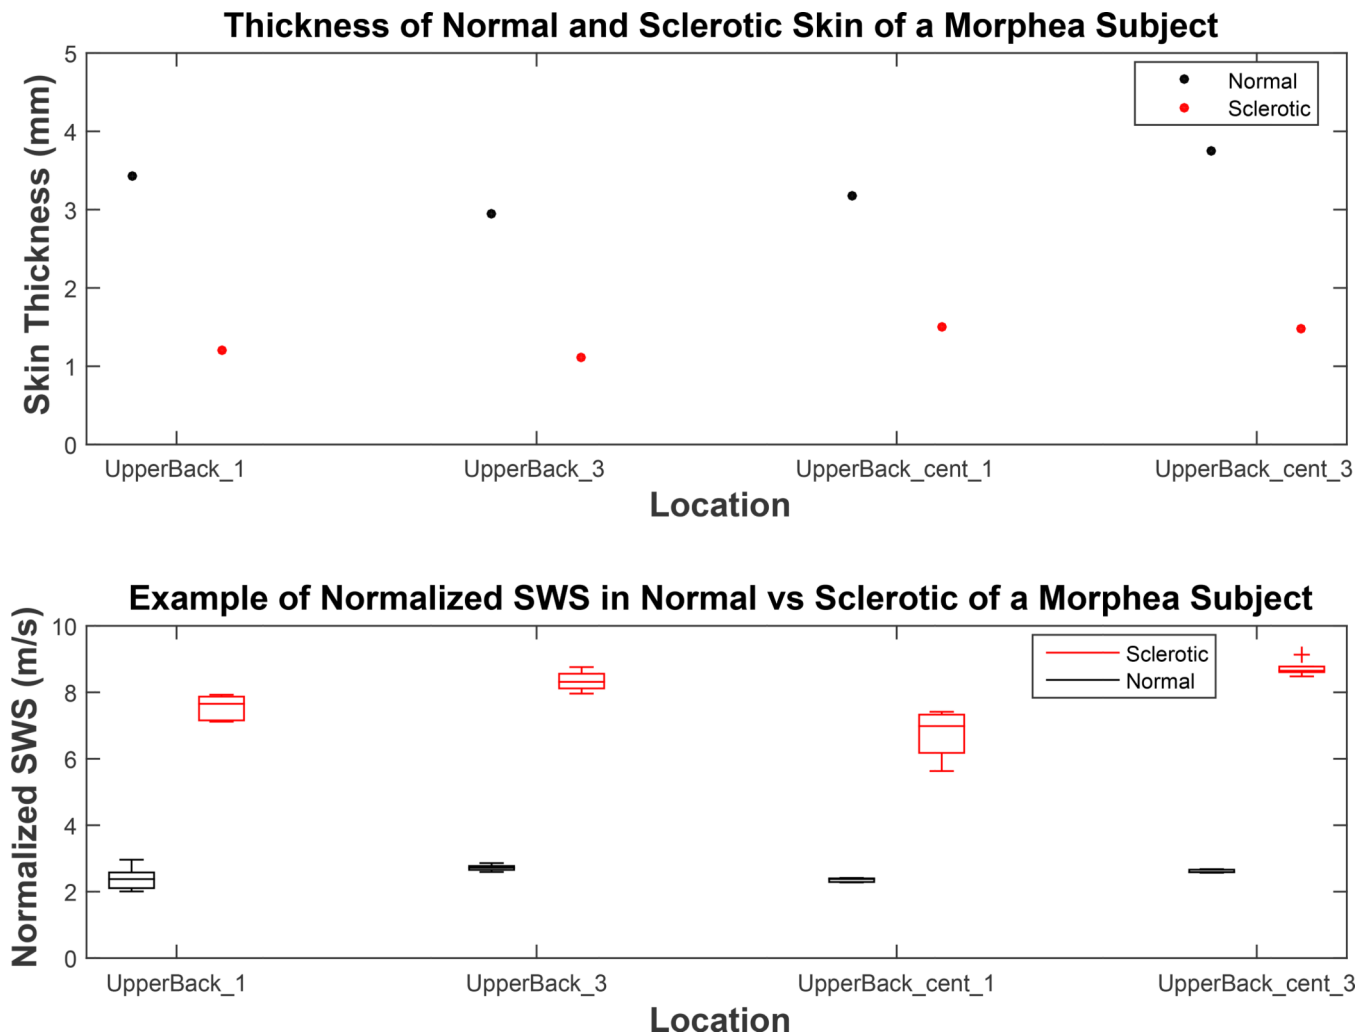 Thickness of Normal and Sclerotic Skin of a Morphea Subject
Skin Thickness (mm)
5
4
3
2
1
0
Normal
Sclerotic
UpperBack_1 UpperBack_3 UpperBack_cent_1 UpperBack_cent_3
Location
Example of Normalized SWS in Normal vs Sclerotic of a Morphea Subject
Normalized SWS (m/s)
10
8
6
4
2
0
Sclerotic
Normal
UpperBack_1 UpperBack_3 UpperBack_cent_1 UpperBack_cent_3
Location